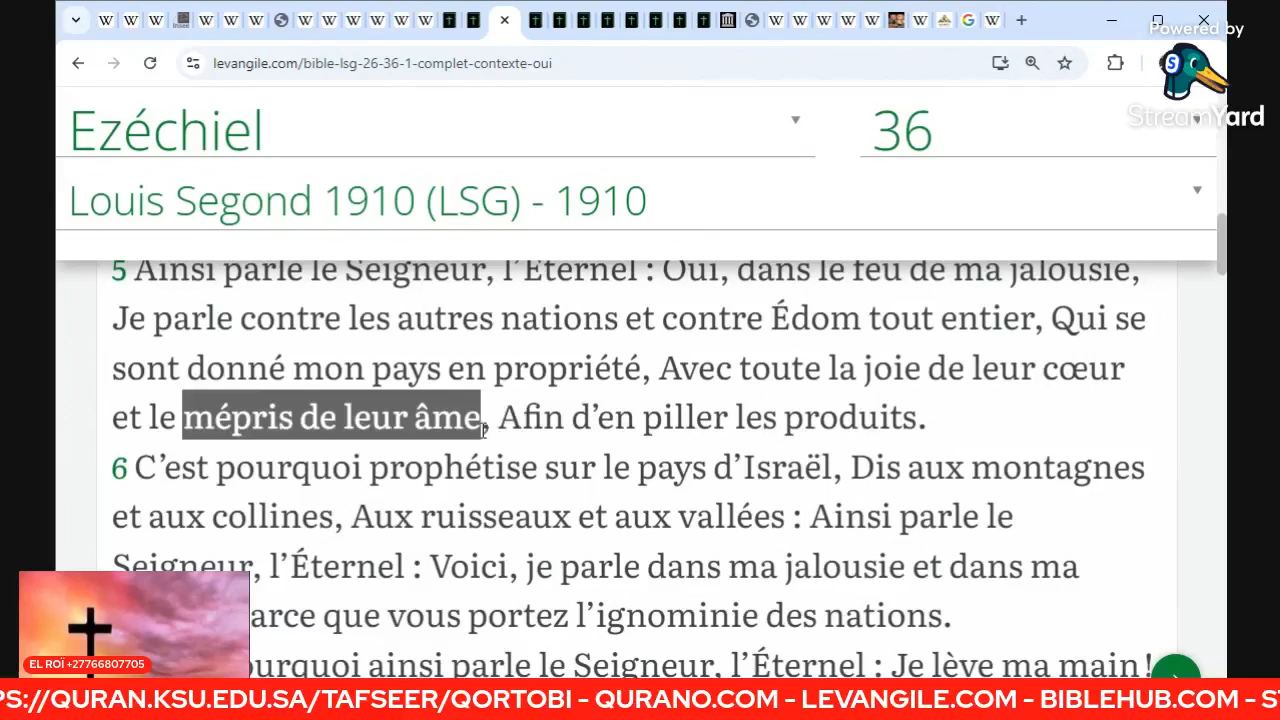 levangile.com/bible-lsg-26-36-1-complet-contexte-oui
Powered by
StreamYard
Ezéchiel
36
Louis Segond 1910 (LSG) - 1910
5 Ainsi parle le Seigneur, l’Éternel : Oui, dans le feu de ma jalousie,
Je parle contre les autres nations et contre Édom tout entier, Qui se
sont donné mon pays en propriété, Avec toute la joie de leur cœur
et le mépris de leur âme, Afin d’en piller les produits.
6 C’est pourquoi prophétise sur le pays d’Israël, Dis aux montagnes
et aux collines, Aux ruisseaux et aux vallées : Ainsi parle le
Seigneur, l’Éternel : Voici, je parle dans ma jalousie et dans ma
arce que vous portez l’ignominie des nations.
ourquoi ainsi parle le Seigneur, l’Éternel : Je lève ma main !
EL ROÏ +27766807705
PS://QURAN.KSU.EDU.SA/TAFSEER/QORTOBI - QURANO.COM - LEVANGILE.COM - BIBLEHUB.COM - S